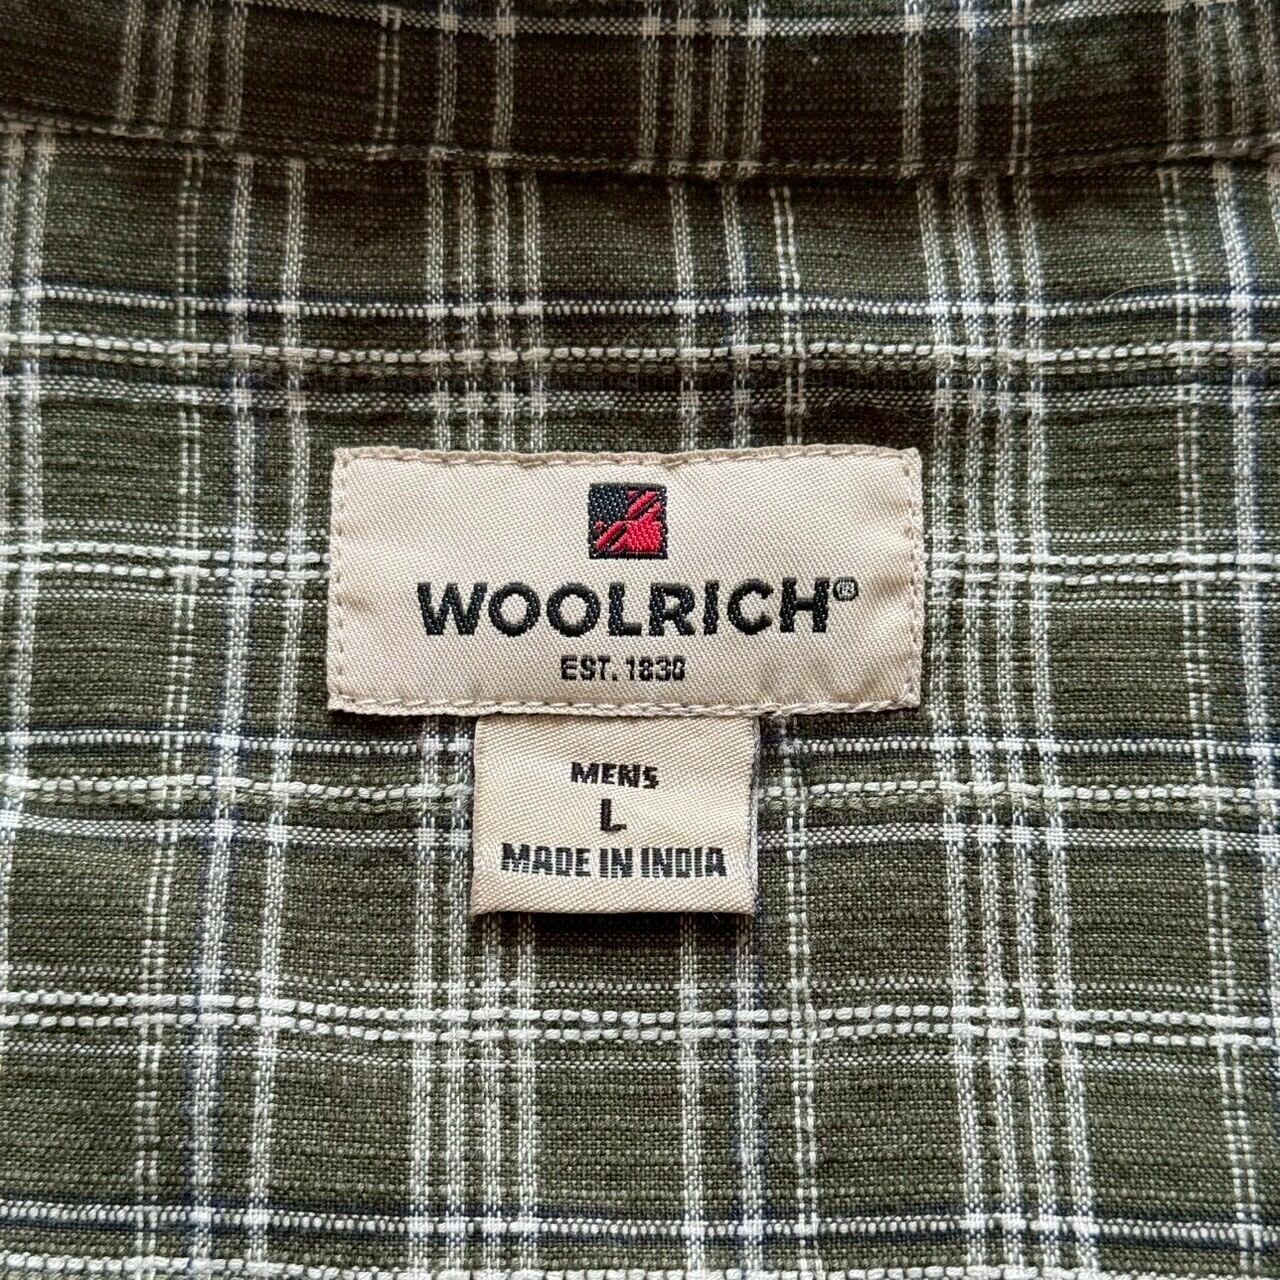 WOOLRICH®
EST. 1830
MENS
L
MADE IN INDIA